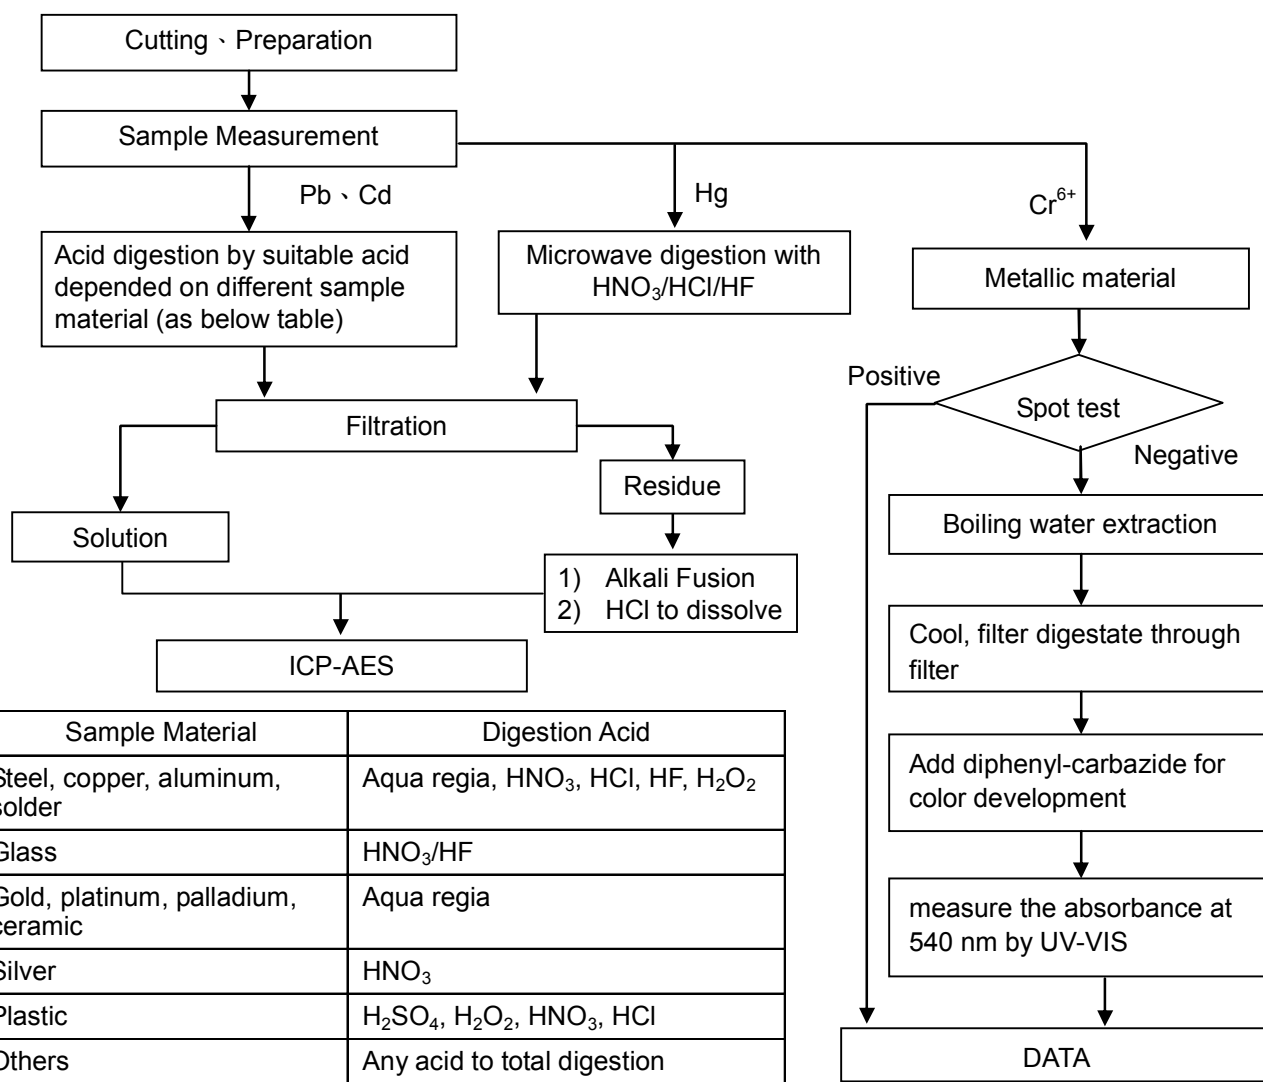 Cutting、Preparation
Sample Measurement
Pb、Cd
Hg
Cr⁶⁺
Acid digestion by suitable acid
depended on different sample
material (as below table)
Microwave digestion with
HNO₃/HCl/HF
Metallic material
Positive
Spot test
Negative
Filtration
Residue
Solution
1) Alkali Fusion
2) HCl to dissolve
ICP-AES
Boiling water extraction
Cool, filter digestate through
filter
Add diphenyl-carbazide for
color development
measure the absorbance at
540 nm by UV-VIS
DATA
Sample Material
Digestion Acid
Steel, copper, aluminum,
solder
Aqua regia, HNO₃, HCl, HF, H₂O₂
Glass
HNO₃/HF
Gold, platinum, palladium,
ceramic
Aqua regia
Silver
HNO₃
Plastic
H₂SO₄, H₂O₂, HNO₃, HCl
Others
Any acid to total digestion